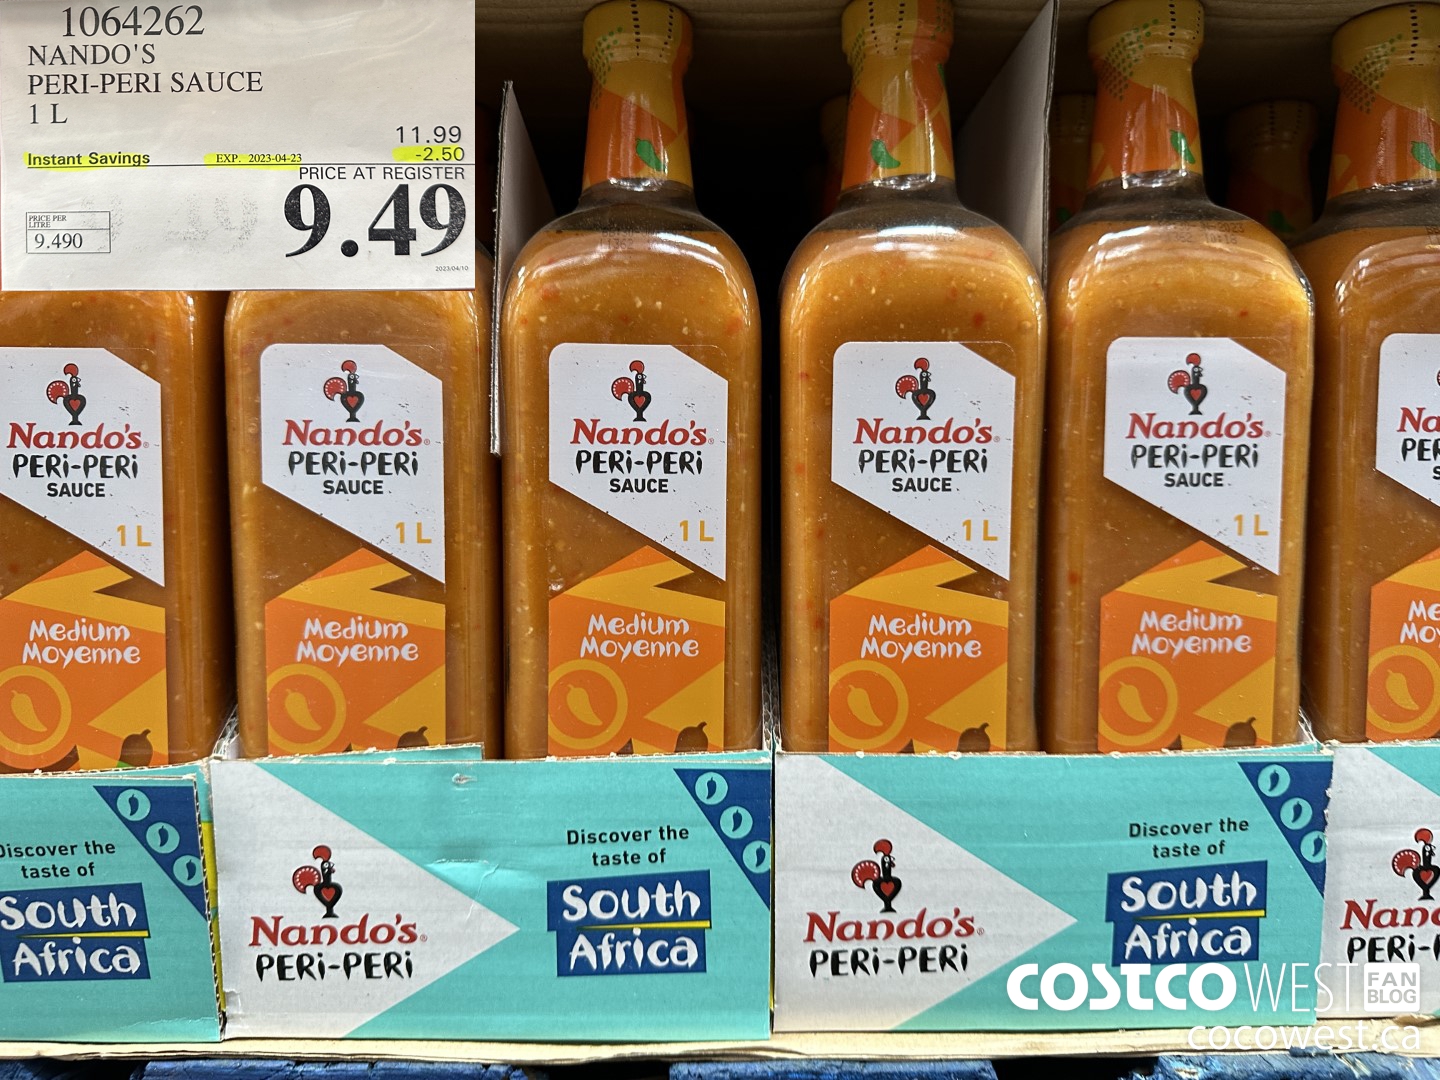 1064262
NANDO'S
PERI-PERI SAUCE
1 L
11.99
Instant Savings EXP. 2023-04-23 -2.50
PRICE AT REGISTER
9.49
PRICE PER
LITRE
9.490
2023/04/10
Nando's
PERi-PERi
SAUCE
1 L
Medium
Moyenne
Nando's
PERi-PERi
SAUCE
1 L
Medium
Moyenne
Nando's
PERi-PERi
SAUCE
1 L
Medium
Moyenne
Nando's
PERi-PERi
SAUCE
1 L
Medium
Moyenne
Nando's
PERi-PERi
SAUCE
1 L
Medium
Moyenne
Discover the
taste of
South
Africa
Nando's
PERi-PERi
Discover the
taste of
South
Africa
Nando's
PERi-PERi
Discover the
taste of
South
Africa
COSTCO WEST FAN BLOG
cocowest.ca